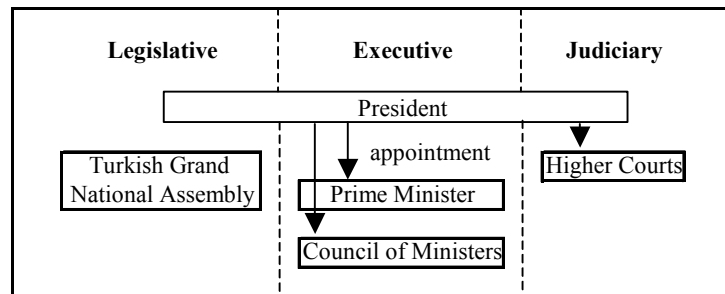 Legislative
Executive
Judiciary
President
appointment
Turkish Grand
National Assembly
Higher Courts
Prime Minister
Council of Ministers